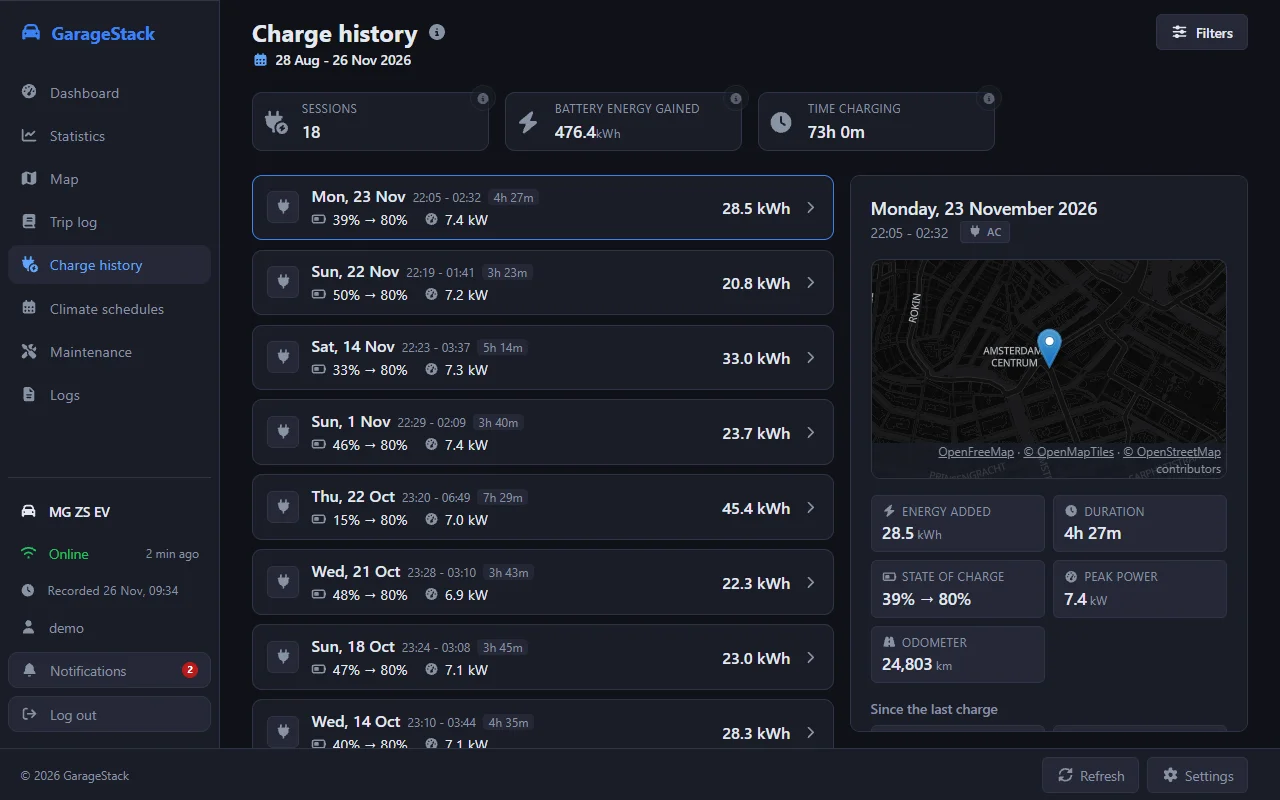 GarageStack
Dashboard
Statistics
Map
Trip log
Charge history
Climate schedules
Maintenance
Logs
MG ZS EV
Online 2 min ago
Recorded 26 Nov, 09:34
demo
Notifications 2
Log out
Charge history
28 Aug - 26 Nov 2026
Filters
SESSIONS
18
BATTERY ENERGY GAINED
476.4kWh
TIME CHARGING
73h 0m
Mon, 23 Nov 22:05 - 02:32 4h 27m
39% → 80% 7.4 kW
28.5 kWh
Sun, 22 Nov 22:19 - 01:41 3h 23m
50% → 80% 7.2 kW
20.8 kWh
Sat, 14 Nov 22:23 - 03:37 5h 14m
33% → 80% 7.3 kW
33.0 kWh
Sun, 1 Nov 22:29 - 02:09 3h 40m
46% → 80% 7.4 kW
23.7 kWh
Thu, 22 Oct 23:20 - 06:49 7h 29m
15% → 80% 7.0 kW
45.4 kWh
Wed, 21 Oct 23:28 - 03:10 3h 43m
48% → 80% 6.9 kW
22.3 kWh
Sun, 18 Oct 23:24 - 03:08 3h 45m
47% → 80% 7.1 kW
23.0 kWh
Wed, 14 Oct 23:10 - 03:44 4h 35m
40% → 80% 7.1 kW
28.3 kWh
Monday, 23 November 2026
22:05 - 02:32 AC
ROKIN
AMSTERDAM
CENTRUM
OpenFreeMap · © OpenMapTiles · © OpenStreetMap
contributors
ENERGY ADDED
28.5 kWh
DURATION
4h 27m
STATE OF CHARGE
39% → 80%
PEAK POWER
7.4 kW
ODOMETER
24,803 km
Since the last charge
© 2026 GarageStack
Refresh
Settings